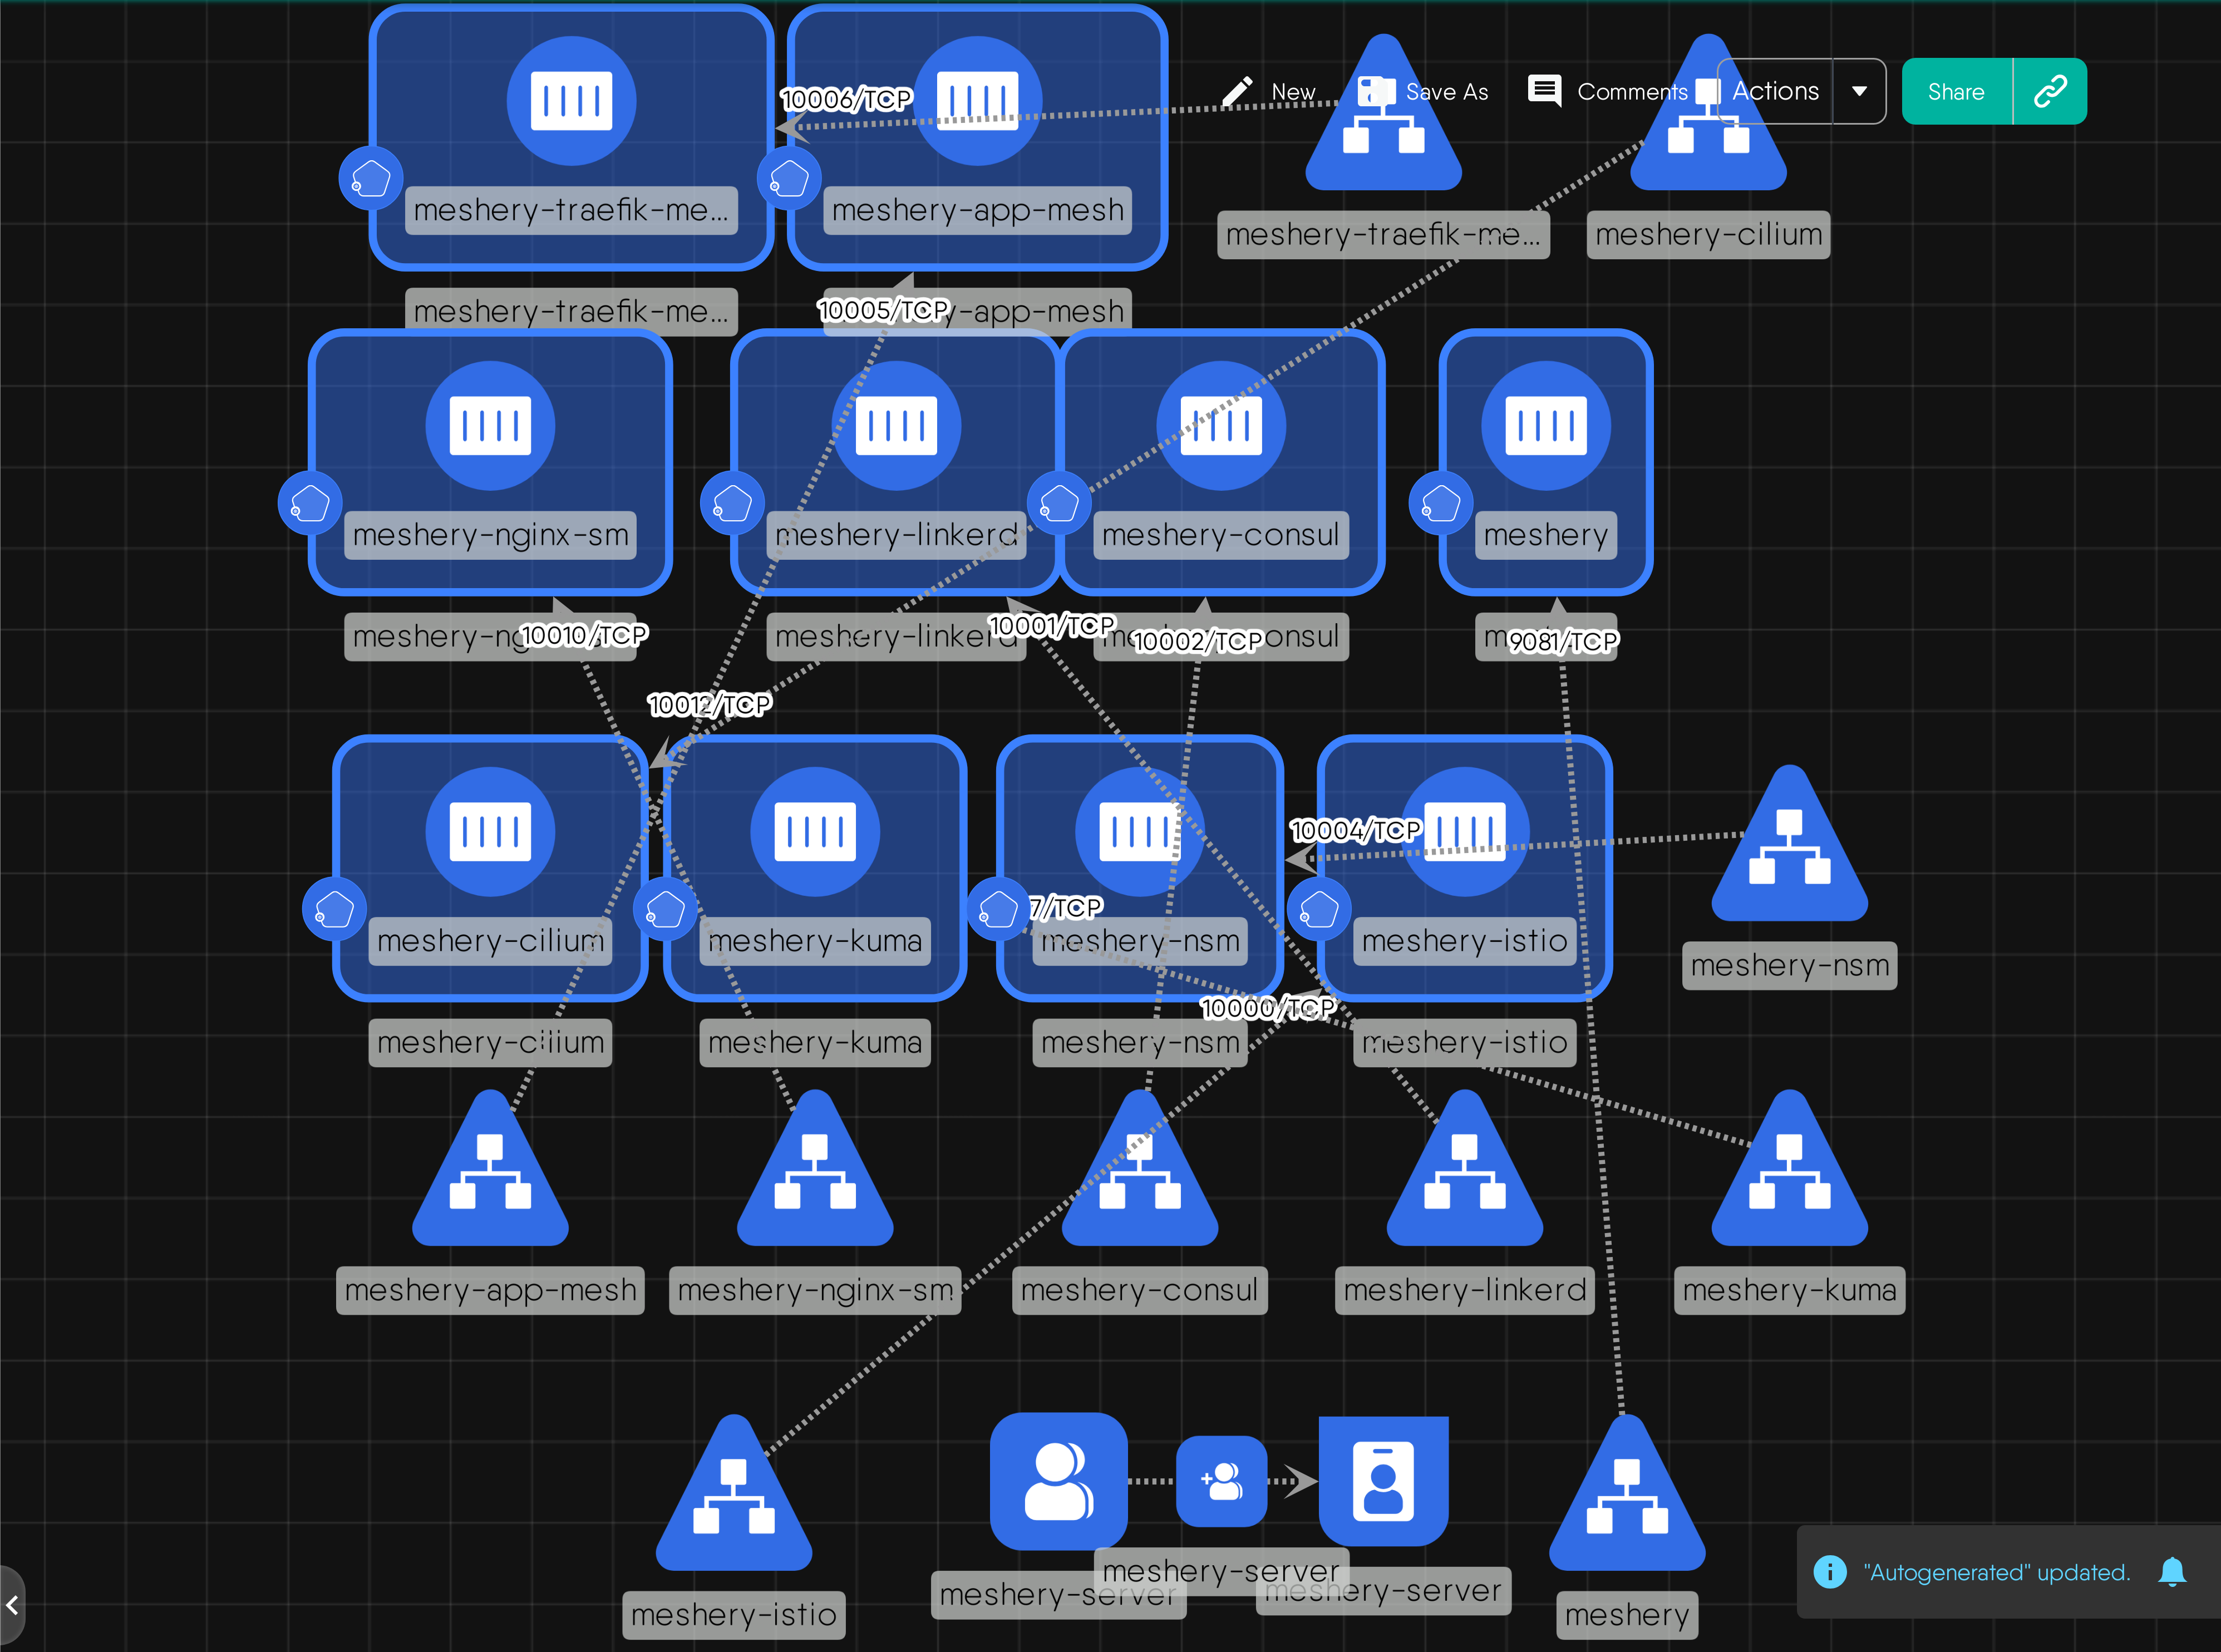 10006/TCP
New
Save As
Comments
Actions
Share
meshery-traefik-me...
meshery-app-mesh
meshery-traefik-me...
meshery-cilium
meshery-traefik-me...
10005/TCP
y-app-mesh
meshery-nginx-sm
meshery-linkerd
meshery-consul
meshery
10010/TCP
meshery-linkerd
10001/TCP
10002/TCP
onsul
9081/TCP
10012/TCP
10004/TCP
7/TCP
meshery-cilium
meshery-kuma
meshery-nsm
meshery-istio
meshery-nsm
10000/TCP
meshery-cilium
meshery-kuma
meshery-nsm
meshery-istio
meshery-app-mesh
meshery-nginx-sm
meshery-consul
meshery-linkerd
meshery-kuma
meshery-istio
meshery-server
meshery-server
meshery-server
meshery
"Autogenerated" updated.